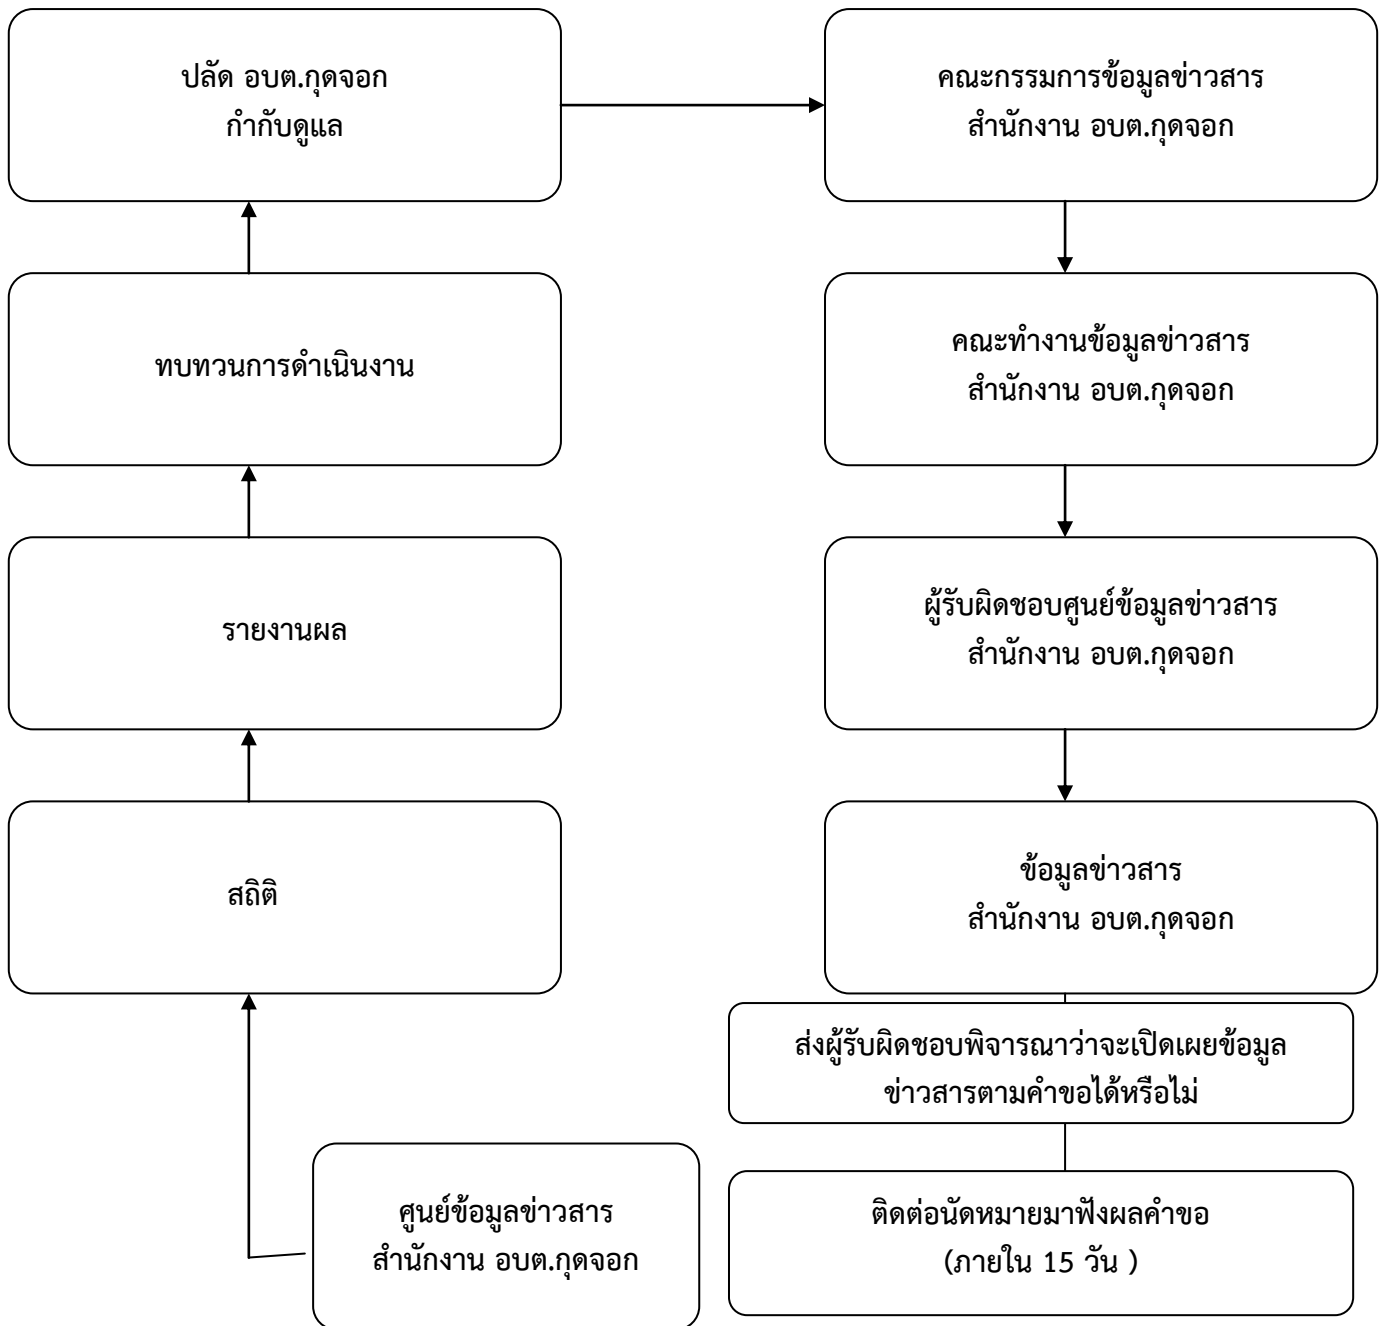 ปลัด อบต.กุดจอก
กำกับดูแล
คณะกรรมการข้อมูลข่าวสาร
สำนักงาน อบต.กุดจอก
ทบทวนการดำเนินงาน
คณะทำงานข้อมูลข่าวสาร
สำนักงาน อบต.กุดจอก
รายงานผล
ผู้รับผิดชอบศูนย์ข้อมูลข่าวสาร
สำนักงาน อบต.กุดจอก
สถิติ
ข้อมูลข่าวสาร
สำนักงาน อบต.กุดจอก
ส่งผู้รับผิดชอบพิจารณาว่าจะเปิดเผยข้อมูล
ข่าวสารตามคำขอได้หรือไม่
ศูนย์ข้อมูลข่าวสาร
สำนักงาน อบต.กุดจอก
ติดต่อนัดหมายมาฟังผลคำขอ
(ภายใน 15 วัน )